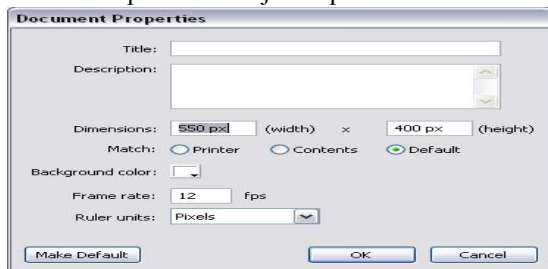 Document Properties
Title:
Description:
Dimensions: 550 px (width) x 400 px (height)
Match: Printer Contents Default
Background color:
Frame rate: 12 fps
Ruler units: Pixels
Make Default OK Cancel